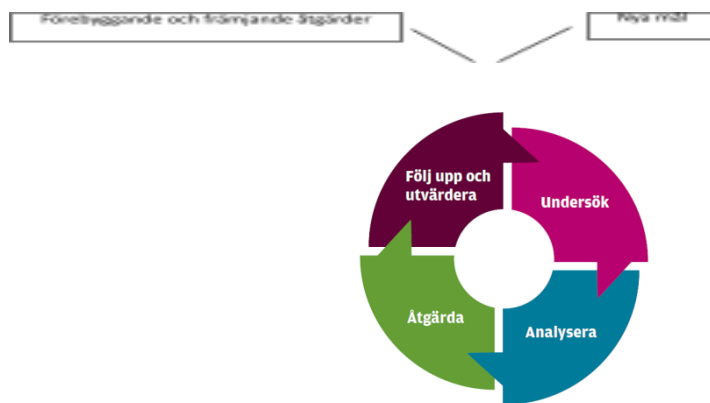 Förebyggande och främjande åtgärder
Nya mål
Följ upp och
utvärdera
Undersök
Åtgärda
Analysera